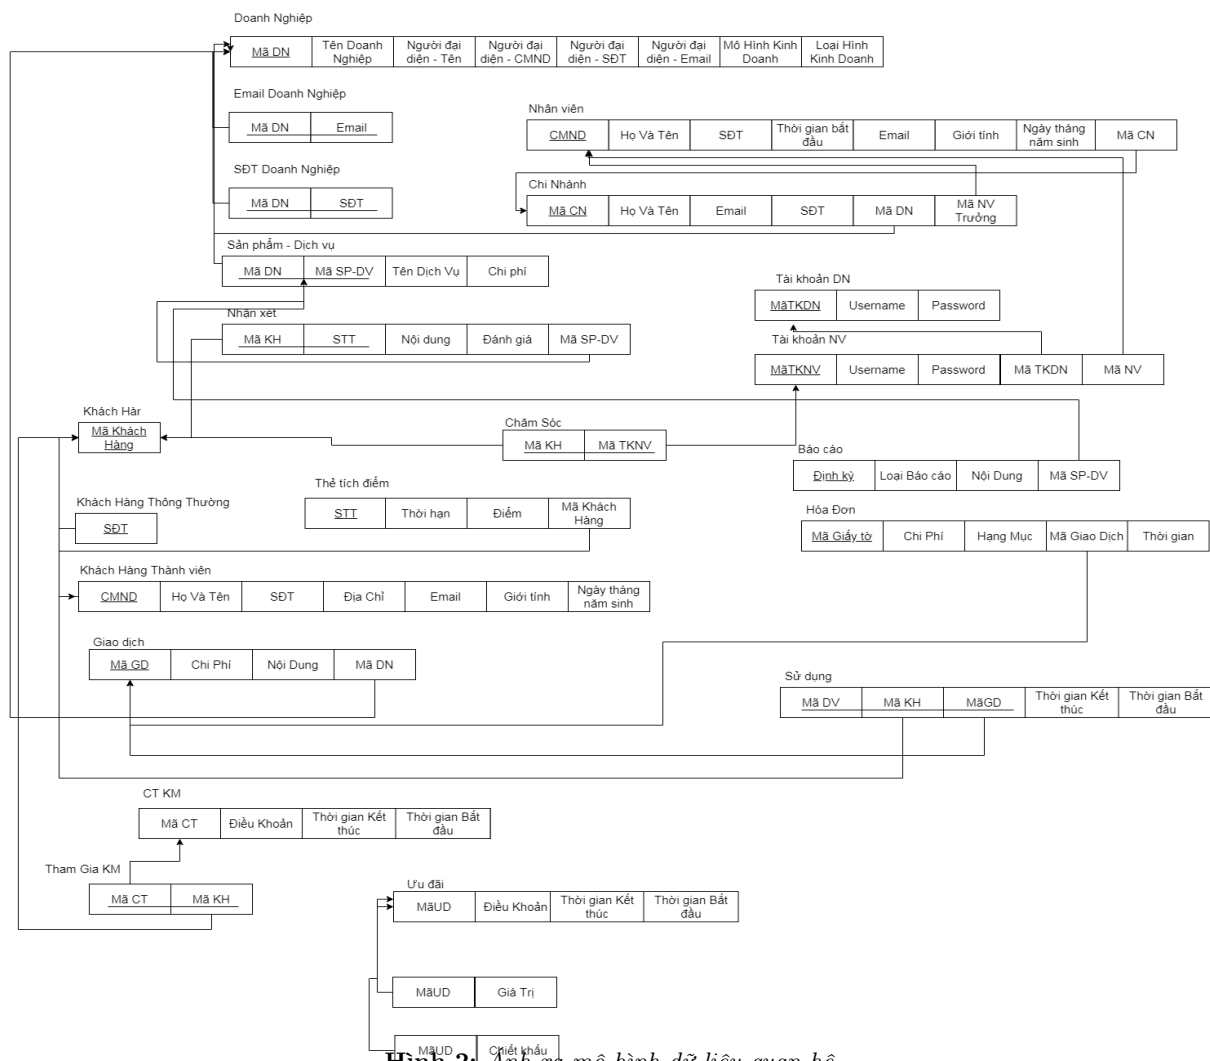 Doanh Nghiệp
Mã DN
Tên Doanh
Nghiệp
Người đại
diện - Tên
Người đại
diện - CMND
Người đại
diện - SĐT
Người đại
diện - Email
Mô Hình Kinh
Doanh
Loại Hình
Kinh Doanh
Email Doanh Nghiệp
Mã DN
Email
Nhân viên
CMND
Họ Và Tên
SĐT
Thời gian bắt
đầu
Email
Giới tính
Ngày tháng
năm sinh
Mã CN
SĐT Doanh Nghiệp
Mã DN
SĐT
Chi Nhánh
Mã CN
Họ Và Tên
Email
SĐT
Mã DN
Mã NV
Trưởng
Sản phẩm - Dịch vụ
Mã DN
Mã SP-DV
Tên Dịch Vụ
Chi phí
Tài khoản DN
MãTKDN
Username
Password
Nhận xét
Mã KH
STT
Nội dung
Đánh giá
Mã SP-DV
Tài khoản NV
MãTKNV
Username
Password
Mã TKDN
Mã NV
Khách Hàr
Mã Khách
Hàng
Chăm Sóc
Mã KH
Mã TKNV
Báo cáo
Định kỳ
Loại Báo cáo
Nội Dung
Mã SP-DV
Thẻ tích điểm
STT
Thời hạn
Điểm
Mã Khách
Hàng
Khách Hàng Thông Thường
SĐT
Hóa Đơn
Mã Giấy tờ
Chi Phí
Hạng Mục
Mã Giao Dịch
Thời gian
Khách Hàng Thành viên
CMND
Họ Và Tên
SĐT
Địa Chỉ
Email
Giới tính
Ngày tháng
năm sinh
Giao dịch
Mã GD
Chi Phí
Nội Dung
Mã DN
Sử dụng
Mã DV
Mã KH
MãGD
Thời gian Kết
thúc
Thời gian Bắt
đầu
CT KM
Mã CT
Điều Khoản
Thời gian Kết
thúc
Thời gian Bắt
đầu
Tham Gia KM
Mã CT
Mã KH
Ưu đãi
MãUD
Điều Khoản
Thời gian Kết
thúc
Thời gian Bắt
đầu
MãUD
Giá Trị
MãUD
Chiết khấu
Hình 2: Ánh xạ mô hình dữ liệu quan hệ